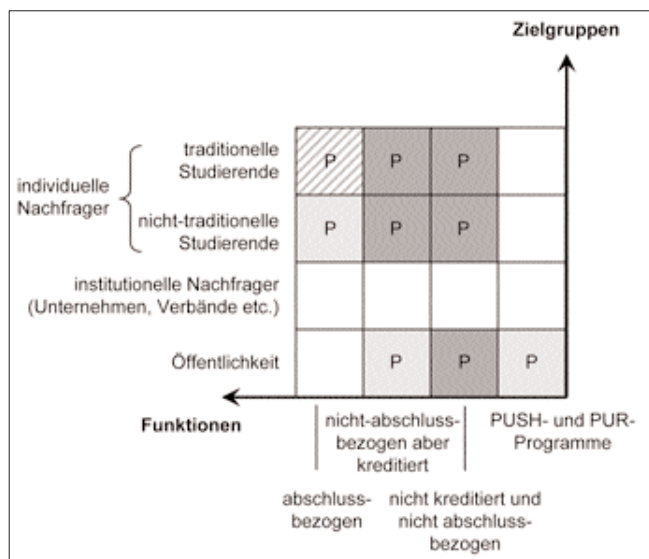 Zielgruppen
traditionelle
Studierende
P P P
individuelle
Nachfrager
nicht-traditionelle
Studierende
P P P
institutionelle Nachfrager
(Unternehmen, Verbände etc.)
Öffentlichkeit
P P P
Funktionen
nicht-abschluss-
bezogen aber
kreditiert
PUSH- und PUR-
Programme
abschluss-
bezogen
nicht kreditiert und
nicht abschluss-
bezogen